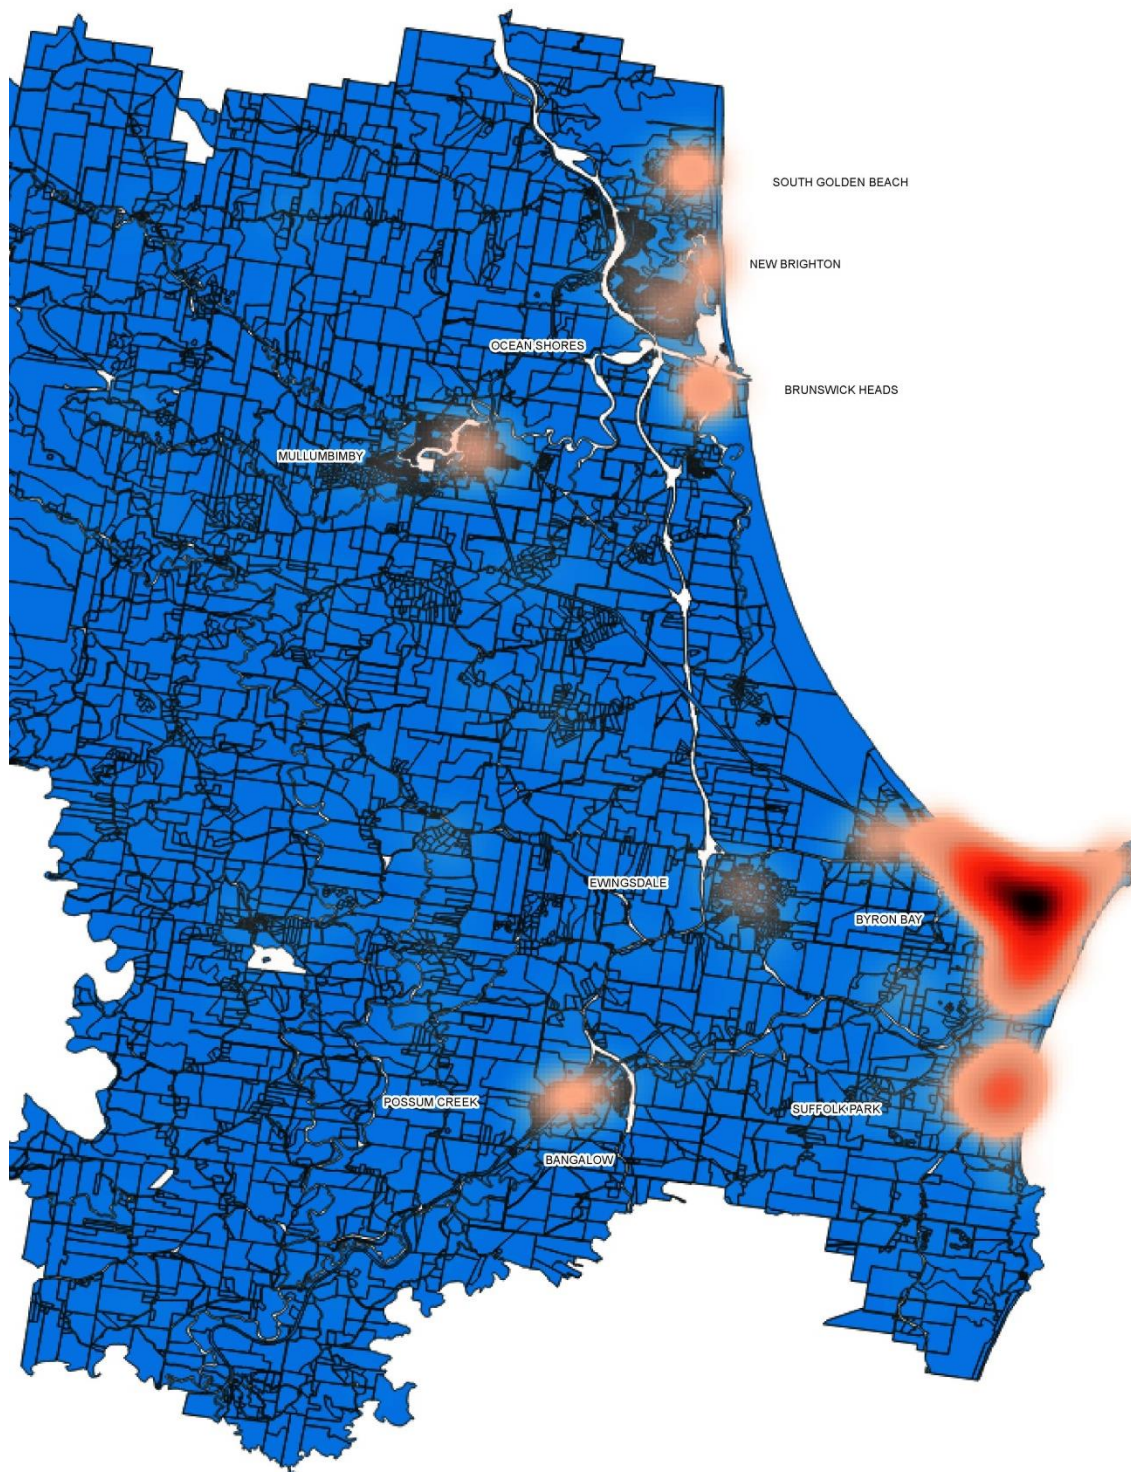 SOUTH GOLDEN BEACH
NEW BRIGHTON
OCEAN SHORES
BRUNSWICK HEADS
MULLUMBIMBY
EWINGSDALE
BYRON BAY
POSSUM CREEK
SUFFOLK PARK
BANGALOW